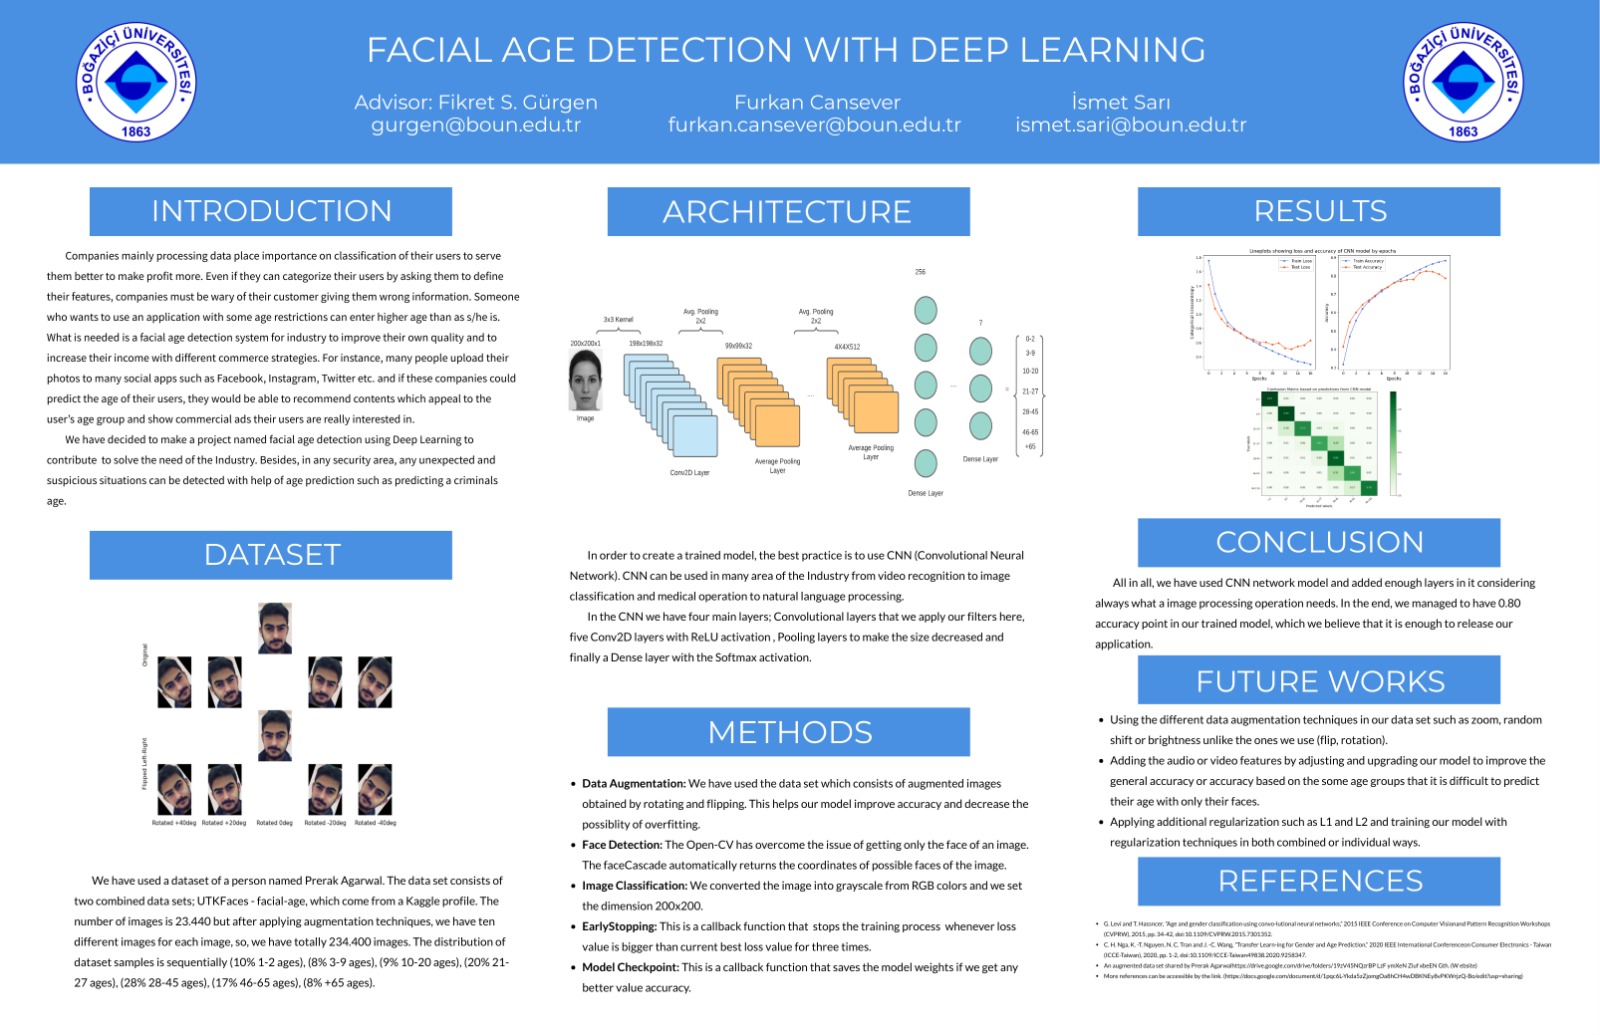 BOĞAZİÇİ ÜNİVERSİTESİ
1863
FACIAL AGE DETECTION WITH DEEP LEARNING
Advisor: Fikret S. Gürgen
gurgen@boun.edu.tr
Furkan Cansever
furkan.cansever@boun.edu.tr
İsmet Sarı
ismet.sari@boun.edu.tr
BOĞAZİÇİ ÜNİVERSİTESİ
1863
INTRODUCTION
Companies mainly processing data place importance on classification of their users to serve
them better to make profit more. Even if they can categorize their users by asking them to define
their features, companies must be wary of their customer giving them wrong information. Someone
who wants to use an application with some age restrictions can enter higher age than as s/he is.
What is needed is a facial age detection system for industry to improve their own quality and to
increase their income with different commerce strategies. For instance, many people upload their
photos to many social apps such as Facebook, Instagram, Twitter etc. and if these companies could
predict the age of their users, they would be able to recommend contents which appeal to the
user's age group and show commercial ads their users are really interested in.
We have decided to make a project named facial age detection using Deep Learning to
contribute to solve the need of the Industry. Besides, in any security area, any unexpected and
suspicious situations can be detected with help of age prediction such as predicting a criminals
age.
DATASET
Original
Flipped Left-Right
Rotated +40deg Rotated +20deg Rotated 0deg Rotated -20deg Rotated -40deg
We have used a dataset of a person named Prerak Agarwal. The data set consists of
two combined data sets; UTKFaces - facial-age, which come from a Kaggle profile. The
number of images is 23.440 but after applying augmentation techniques, we have ten
different images for each image, so, we have totally 234.400 images. The distribution of
dataset samples is sequentially (10% 1-2 ages), (8% 3-9 ages), (9% 10-20 ages), (20% 21-
27 ages), (28% 28-45 ages), (17% 46-65 ages), (8% +65 ages).
ARCHITECTURE
200x200x1
Image
3x3 Kernel
198x198x32
Conv2D Layer
Avg. Pooling
2x2
99x99x32
Average Pooling
Layer
...
Avg. Pooling
2x2
4X4X512
Average Pooling
Layer
256
Dense Layer
...
7
Dense Layer
=
0-2
3-9
10-20
21-27
28-45
46-65
+65
In order to create a trained model, the best practice is to use CNN (Convolutional Neural
Network). CNN can be used in many area of the Industry from video recognition to image
classification and medical operation to natural language processing.
In the CNN we have four main layers; Convolutional layers that we apply our filters here,
five Conv2D layers with ReLU activation , Pooling layers to make the size decreased and
finally a Dense layer with the Softmax activation.
METHODS
• Data Augmentation: We have used the data set which consists of augmented images
obtained by rotating and flipping. This helps our model improve accuracy and decrease the
possiblity of overfitting.
• Face Detection: The Open-CV has overcome the issue of getting only the face of an image.
The faceCascade automatically returns the coordinates of possible faces of the image.
• Image Classification: We converted the image into grayscale from RGB colors and we set
the dimension 200x200.
• EarlyStopping: This is a callback function that stops the training process whenever loss
value is bigger than current best loss value for three times.
• Model Checkpoint: This is a callback function that saves the model weights if we get any
better value accuracy.
RESULTS
Lineplots showing loss and accuracy of CNN model by epochs
Train Loss
Test Loss
Categorical Crossentropy
Epochs
Train Accuracy
Test Accuracy
Accuracy
Epochs
Confusion Matrix based on predictions from CNN model
Predicted values
CONCLUSION
All in all, we have used CNN network model and added enough layers in it considering
always what a image processing operation needs. In the end, we managed to have 0.80
accuracy point in our trained model, which we believe that it is enough to release our
application.
FUTURE WORKS
• Using the different data augmentation techniques in our data set such as zoom, random
shift or brightness unlike the ones we use (flip, rotation).
• Adding the audio or video features by adjusting and upgrading our model to improve the
general accuracy or accuracy based on the some age groups that it is difficult to predict
their age with only their faces.
• Applying additional regularization such as L1 and L2 and training our model with
regularization techniques in both combined or individual ways.
REFERENCES
• G. Levi and T. Hassncer, "Age and gender classification using convo-lutional neural networks," 2015 IEEE Conference on Computer Visionand Pattern Recognition Workshops
(CVPRW), 2015, pp. 34-42, doi:10.1109/CVPRW.2015.7301352.
• C. H. Nga, K. -T. Nguyen, N. C. Tran and J. -C. Wang, "Transfer Learn-ing for Gender and Age Prediction," 2020 IEEE International Conferenceon Consumer Electronics - Taiwan
(ICCE-Taiwan), 2020, pp. 1-2, doi:10.1109/ICCE-Taiwan49838.2020.9258347.
• An augmented data set shared by Prerak Agarwal
• More references can be accessible by the link.